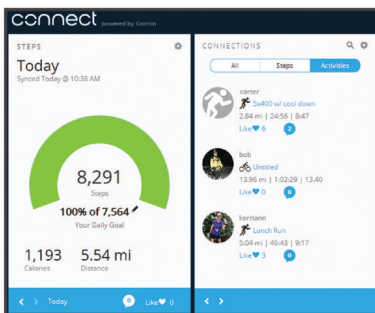 connect powered by Garmin
STEPS
Today
Synced Today @ 10:38 AM
8,291
Steps
100% of 7,564
Your Daily Goal
1,193
Calories
5.54 mi
Distance
Today
0
Like 0
CONNECTIONS
All
Steps
Activities
carter
5x400 w/ cool down
2.84 mi | 24:56 | 8:47
Like 6
2
bob
Untitled
13.96 mi | 1:02:29 | 13.40
Like 0
0
kerriann
Lunch Run
5.04 mi | 46:43 | 9:17
Like 3
0